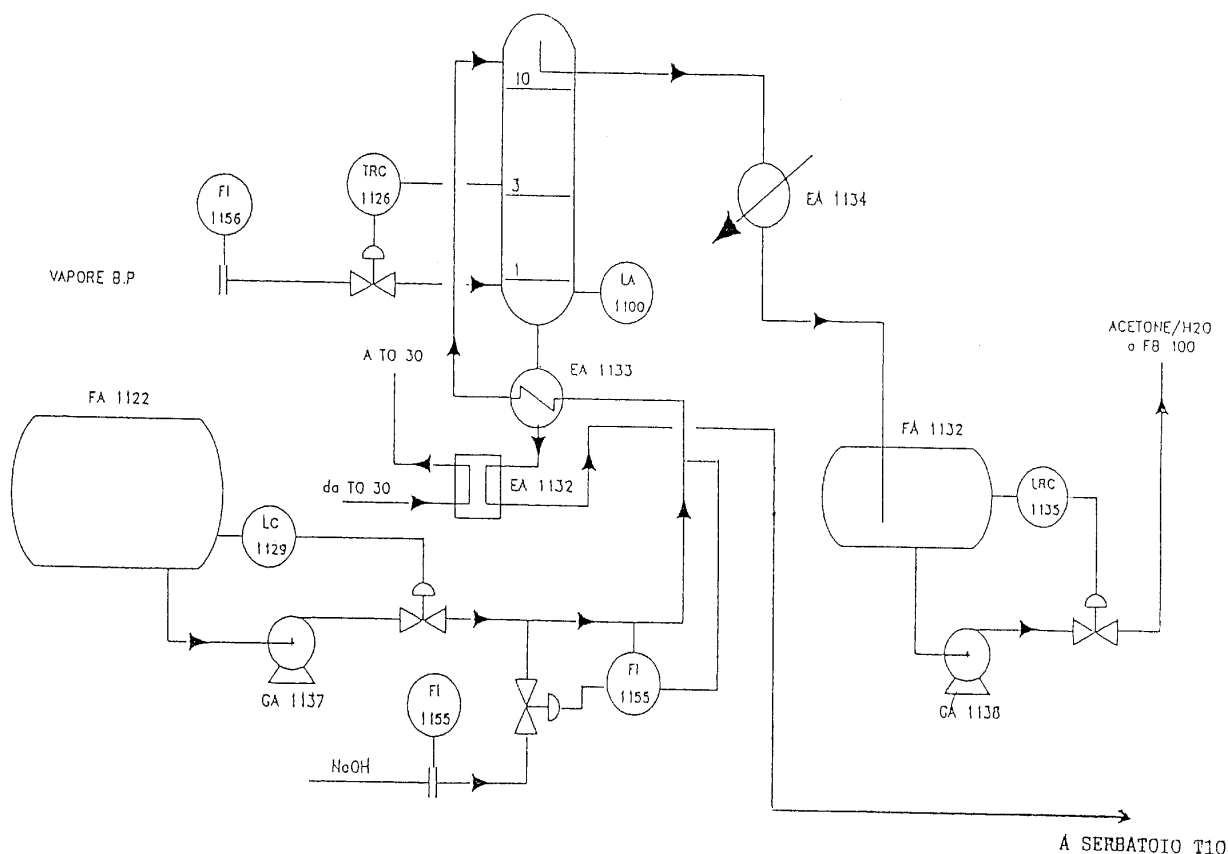 10
TRC
1126
3
FI
1156
EA 1134
VAPORE B.P
1
LA
1100
ACETONE/H2O
a FB 100
A TO 30
EA 1133
FA 1122
FA 1132
da TO 30
EA 1132
LRC
1135
LC
1129
FI
1155
GA 1137
FI
1155
GA 1138
NaOH
A SERBATOIO T10